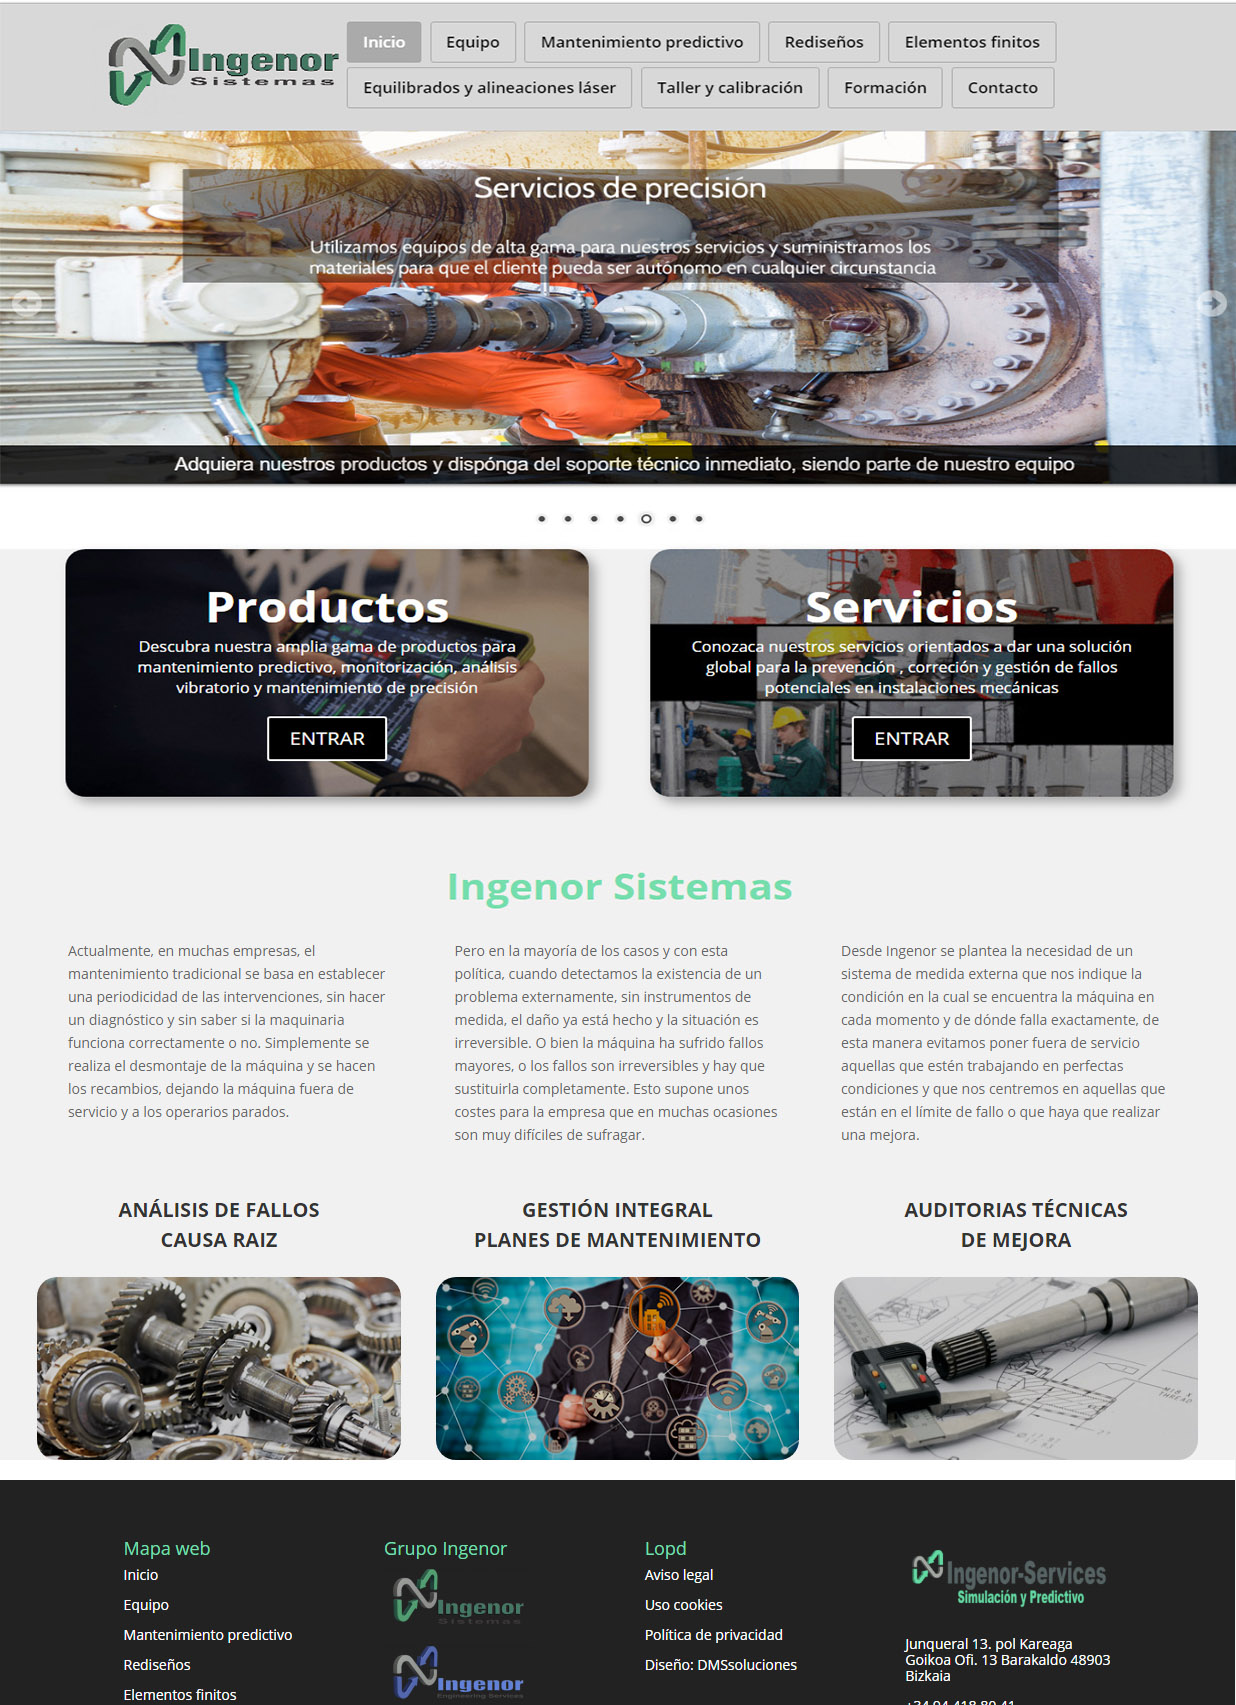 Ingenor
Sistemas
Inicio
Equipo
Mantenimiento predictivo
Rediseños
Elementos finitos
Equilibrados y alineaciones láser
Taller y calibración
Formación
Contacto
Servicios de precisión
Utilizamos equipos de alta gama para nuestros servicios y suministramos los
materiales para que el cliente pueda ser autónomo en cualquier circunstancia
Adquiera nuestros productos y dispónga del soporte técnico inmediato, siendo parte de nuestro equipo
Productos
Descubra nuestra amplia gama de productos para
mantenimiento predictivo, monitorización, análisis
vibratorio y mantenimiento de precisión
ENTRAR
Servicios
Conozaca nuestros servicios orientados a dar una solución
global para la prevención , correción y gestión de fallos
potenciales en instalaciones mecánicas
ENTRAR
Ingenor Sistemas
Actualmente, en muchas empresas, el
mantenimiento tradicional se basa en establecer
una periodicidad de las intervenciones, sin hacer
un diagnóstico y sin saber si la maquinaria
funciona correctamente o no. Simplemente se
realiza el desmontaje de la máquina y se hacen
los recambios, dejando la máquina fuera de
servicio y a los operarios parados.
Pero en la mayoría de los casos y con esta
política, cuando detectamos la existencia de un
problema externamente, sin instrumentos de
medida, el daño ya está hecho y la situación es
irreversible. O bien la máquina ha sufrido fallos
mayores, o los fallos son irreversibles y hay que
sustituirla completamente. Esto supone unos
costes para la empresa que en muchas ocasiones
son muy difíciles de sufragar.
Desde Ingenor se plantea la necesidad de un
sistema de medida externa que nos indique la
condición en la cual se encuentra la máquina en
cada momento y de dónde falla exactamente, de
esta manera evitamos poner fuera de servicio
aquellas que estén trabajando en perfectas
condiciones y que nos centremos en aquellas que
están en el límite de fallo o que haya que realizar
una mejora.
ANÁLISIS DE FALLOS
CAUSA RAIZ
GESTIÓN INTEGRAL
PLANES DE MANTENIMIENTO
AUDITORIAS TÉCNICAS
DE MEJORA
Mapa web
Inicio
Equipo
Mantenimiento predictivo
Rediseños
Elementos finitos
Grupo Ingenor
Ingenor
Sistemas
Ingenor
Engineering Services
Lopd
Aviso legal
Uso cookies
Política de privacidad
Diseño: DMSsoluciones
Ingenor-Services
Simulación y Predictivo
Junqueral 13. pol Kareaga
Goikoa Ofi. 13 Barakaldo 48903
Bizkaia
+34 94 418 80 41